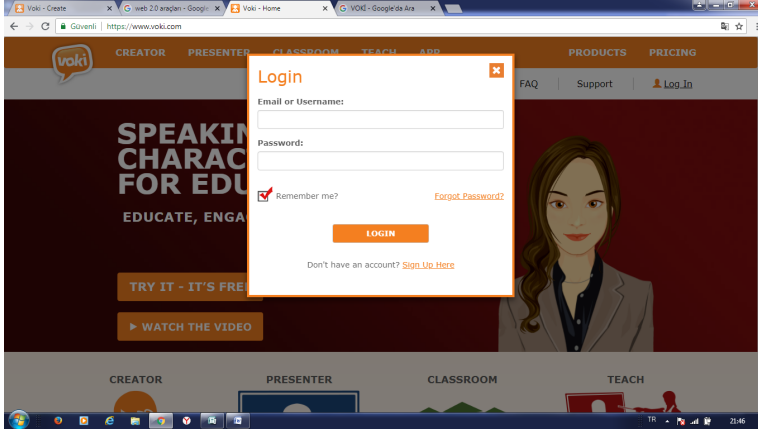 Voki - Create
G web 2.0 araçları - Google
Voki - Home
G VOKİ - Google'da Ara
Güvenli
https://www.voki.com
voki
CREATOR PRESENTER CLASSROOM TEACH APP PRODUCTS PRICING
FAQ Support Log In
Login
Email or Username:
Password:
Remember me?
Forgot Password?
LOGIN
Don't have an account? Sign Up Here
SPEAKIN
CHARAC
FOR EDU
EDUCATE, ENGA
TRY IT - IT'S FREE
WATCH THE VIDEO
CREATOR PRESENTER CLASSROOM TEACH
TR 21:46